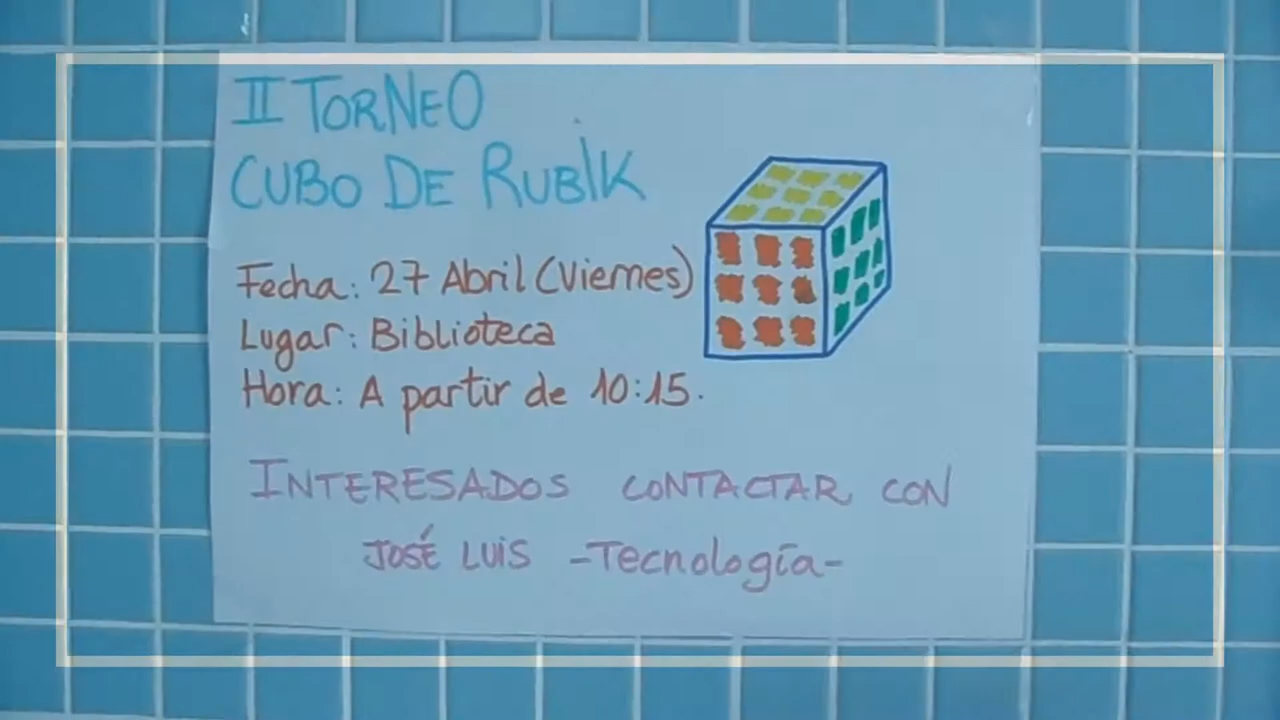 II TORNEO
CUBO DE RUBIK
Fecha: 27 Abril (Viernes)
Lugar: Biblioteca
Hora: A partir de 10:15.
INTERESADOS CONTACTAR CON
JOSÉ LUIS -Tecnología-